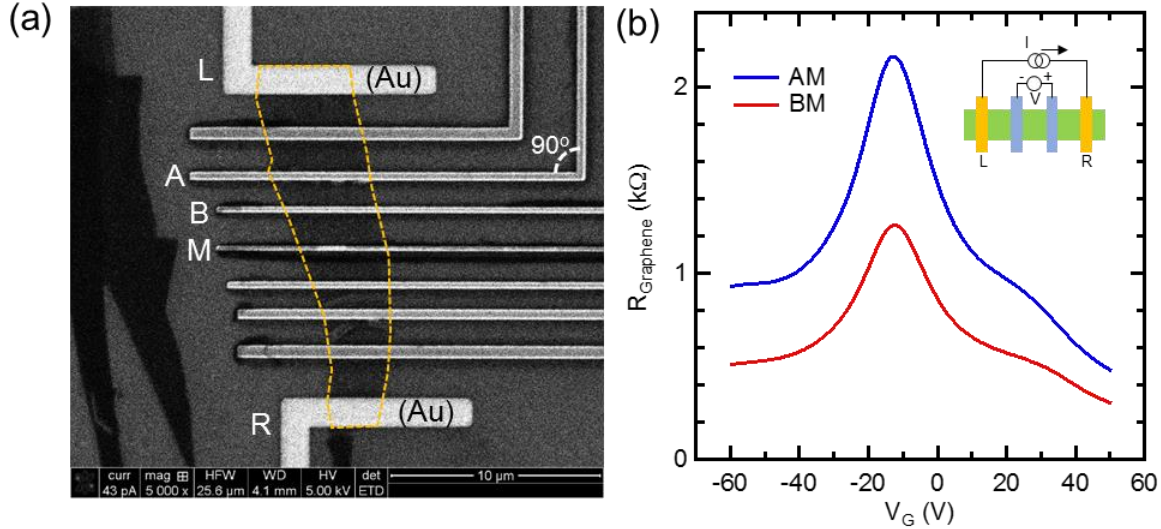 (a)
L
(Au)
90°
A
B
M
R
(Au)
curr mag ⊞ HFW WD HV det
43 pA 5 000 x 25.6 µm 4.1 mm 5.00 kV ETD
10 µm
(b)
AM
BM
I
- +
V
L R
2
1
0
R_Graphene (kΩ)
-60 -40 -20 0 20 40 60
V_G (V)